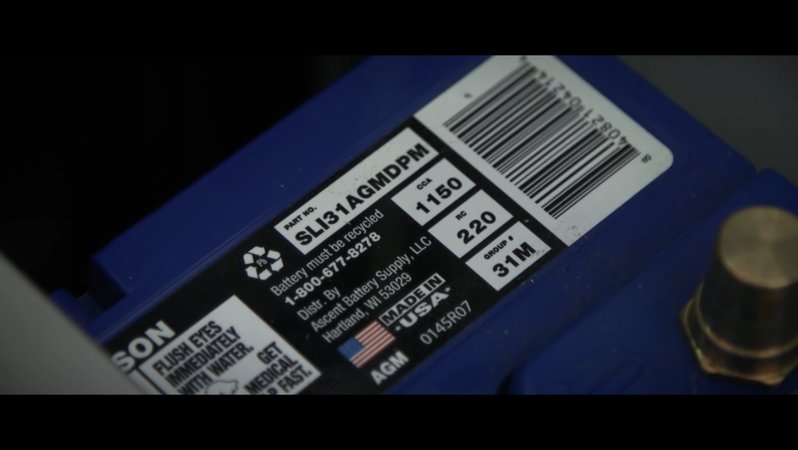 PART NO.
SLI31AGMDPM
Pb
Battery must be recycled
1-800-677-8278
Distr. By
Ascent Battery Supply, LLC
Hartland, WI 53029
MADE IN
USA
AGM
0145R07
CCA
1150
RC
220
GROUP #
31M
SON
FLUSH EYES
IMMEDIATELY
WITH WATER.
GET
MEDICAL
FAST.
8